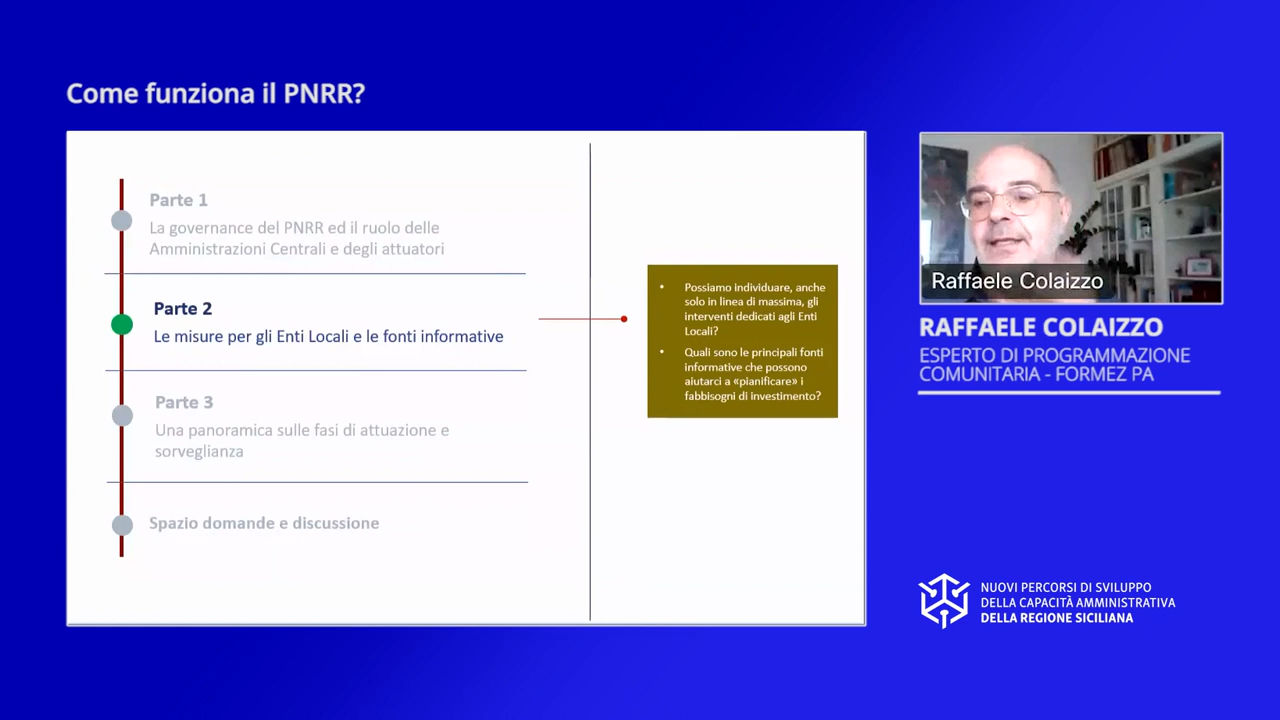 Come funziona il PNRR?
Parte 1
La governance del PNRR ed il ruolo delle
Amministrazioni Centrali e degli attuatori
Parte 2
Le misure per gli Enti Locali e le fonti informative
Parte 3
Una panoramica sulle fasi di attuazione e
sorveglianza
Spazio domande e discussione
• Possiamo individuare, anche
solo in linea di massima, gli
interventi dedicati agli Enti
Locali?
• Quali sono le principali fonti
informative che possono
aiutarci a «pianificare» i
fabbisogni di investimento?
Raffaele Colaizzo
RAFFAELE COLAIZZO
ESPERTO DI PROGRAMMAZIONE
COMUNITARIA - FORMEZ PA
NUOVI PERCORSI DI SVILUPPO
DELLA CAPACITÀ AMMINISTRATIVA
DELLA REGIONE SICILIANA